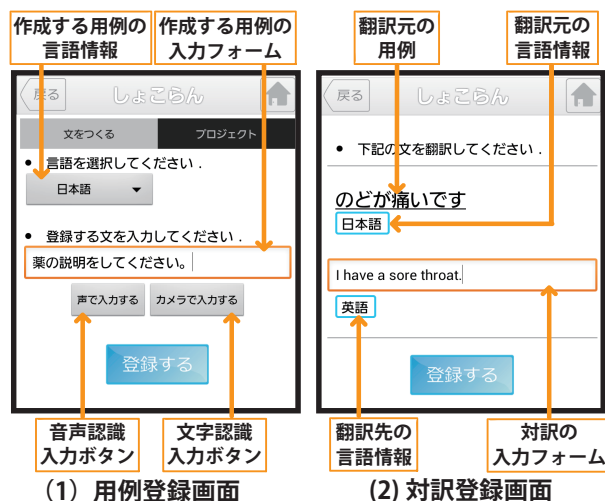 作成する用例の
言語情報
作成する用例の
入力フォーム
翻訳元の
用例
翻訳元の
言語情報
戻る
しょこらん
文をつくる
プロジェクト
• 言語を選択してください.
日本語
• 登録する文を入力してください.
薬の説明をしてください。
声で入力する
カメラで入力する
登録する
戻る
しょこらん
• 下記の文を翻訳してください.
のどが痛いです
日本語
I have a sore throat.
英語
登録する
音声認識
入力ボタン
文字認識
入力ボタン
翻訳先の
言語情報
対訳の
入力フォーム
(1) 用例登録画面
(2) 対訳登録画面